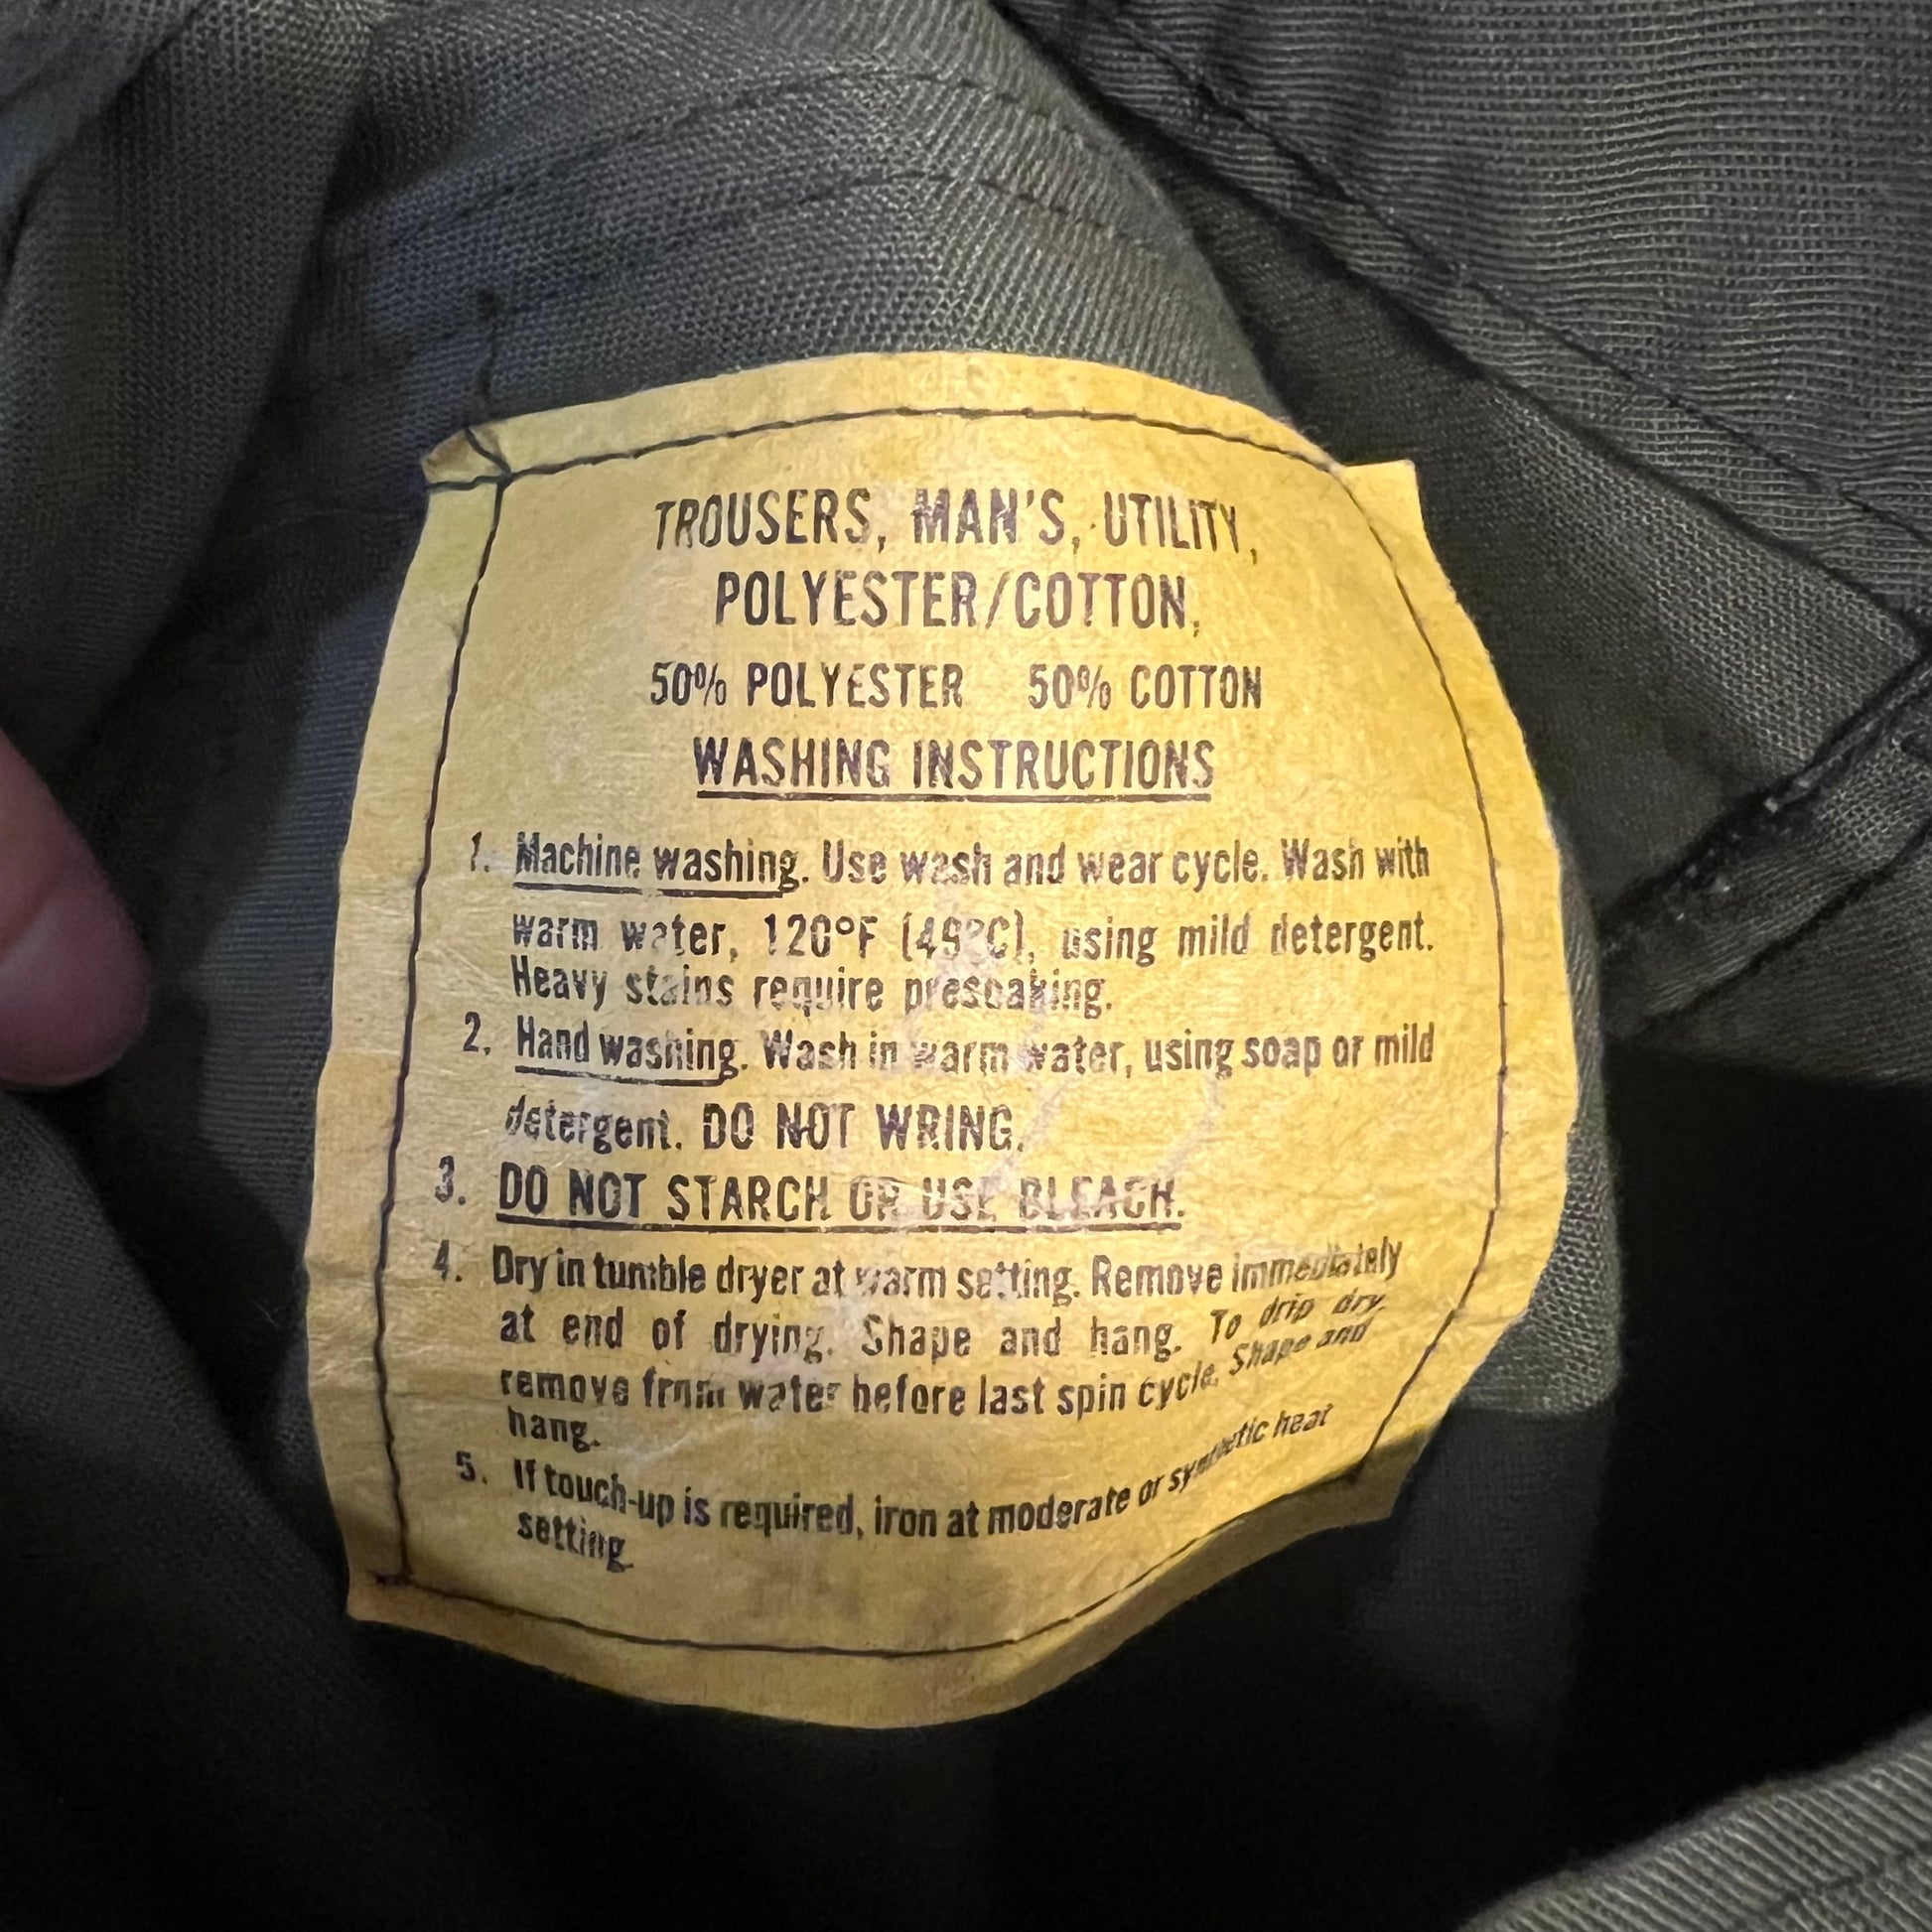 TROUSERS, MAN'S, UTILITY,
POLYESTER/COTTON,
50% POLYESTER 50% COTTON
WASHING INSTRUCTIONS
1. Machine washing. Use wash and wear cycle. Wash with
warm water, 120°F (49°C), using mild detergent.
Heavy stains require presoaking.
2. Hand washing. Wash in warm water, using soap or mild
detergent. DO NOT WRING.
3. DO NOT STARCH OR USE BLEACH.
4. Dry in tumble dryer at warm setting. Remove immediately
at end of drying. Shape and hang. To drip dry,
remove from water before last spin cycle. Shape and
hang.
5. If touch-up is required, iron at moderate or synthetic heat
setting.